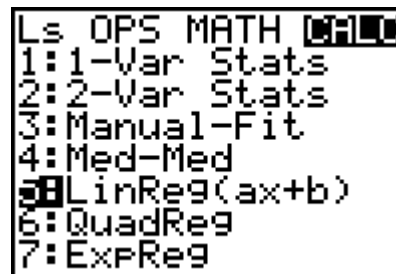 Ls OPS MATH CALC
1:1-Var Stats
2:2-Var Stats
3:Manual-Fit
4:Med-Med
5:LinReg(ax+b)
6:QuadReg
7:ExpReg